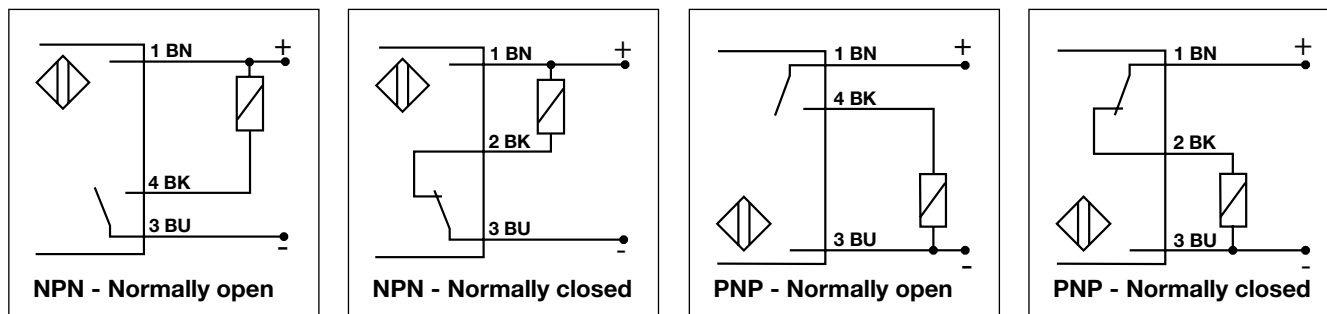 1 BN
+
4 BK
3 BU
-
NPN - Normally open
1 BN
+
2 BK
3 BU
-
NPN - Normally closed
1 BN
+
4 BK
3 BU
-
PNP - Normally open
1 BN
+
2 BK
3 BU
-
PNP - Normally closed